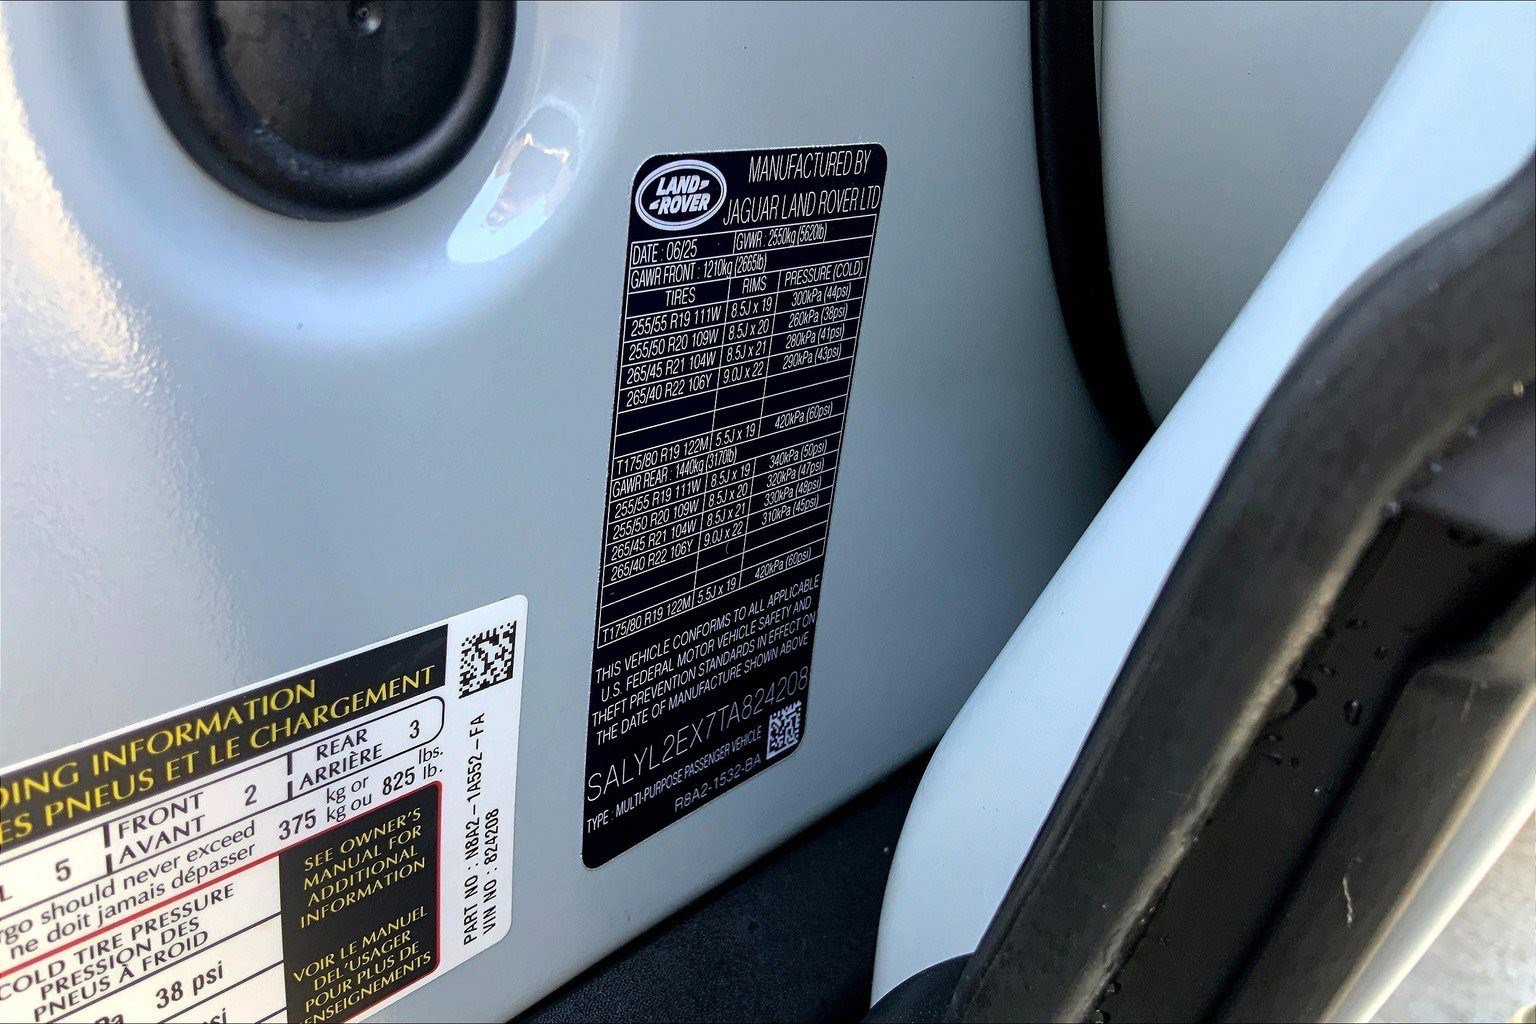 LAND-
-ROVER
MANUFACTURED BY
JAGUAR LAND ROVER LTD
DATE : 06/25 GVWR : 2550kg (5620lb)
GAWR FRONT : 1210kg (2665lb)
TIRES RIMS PRESSURE (COLD)
255/55 R19 111W 8.5J x 19 300kPa (44psi)
255/50 R20 109W 8.5J x 20 260kPa (38psi)
265/45 R21 104W 8.5J x 21 280kPa (41psi)
265/40 R22 106Y 9.0J x 22 290kPa (43psi)
T175/80 R19 122M 5.5J x 19 420kPa (60psi)
GAWR REAR : 1440kg (3170lb)
255/55 R19 111W 8.5J x 19 340kPa (50psi)
255/50 R20 109W 8.5J x 20 320kPa (47psi)
265/45 R21 104W 8.5J x 21 330kPa (48psi)
265/40 R22 106Y 9.0J x 22 310kPa (45psi)
T175/80 R19 122M 5.5J x 19 420kPa (60psi)
THIS VEHICLE CONFORMS TO ALL APPLICABLE
U.S. FEDERAL MOTOR VEHICLE SAFETY AND
THEFT PREVENTION STANDARDS IN EFFECT ON
THE DATE OF MANUFACTURE SHOWN ABOVE
SALYL2EX7TA824208
TYPE : MULTI-PURPOSE PASSENGER VEHICLE
R8A2-1532-BA
DING INFORMATION
ES PNEUS ET LE CHARGEMENT
L 5 FRONT 2 REAR 3
AVANT ARRIÈRE
rgo should never exceed 375 kg or 825 lbs.
ne doit jamais dépasser kg ou lb.
COLD TIRE PRESSURE
PRESSION DES
PNEUS À FROID
38 psi
SEE OWNER'S
MANUAL FOR
ADDITIONAL
INFORMATION
VOIR LE MANUEL
DEL'USAGER
POUR PLUS DE
ENSEIGNEMENTS
PART NO : N8A2-1A552-FA
VIN NO : 824208